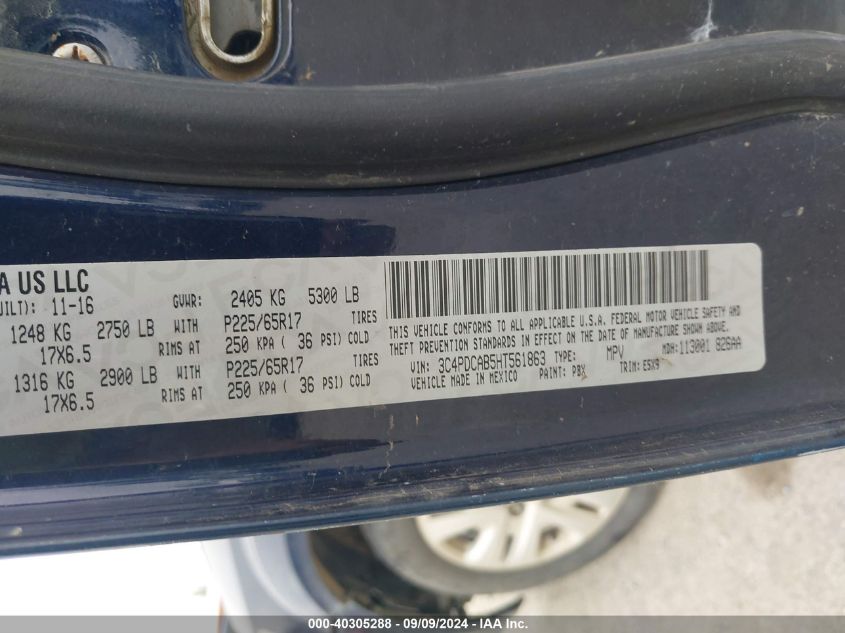 A US LLC
UILT): 11-16 GVWR: 2405 KG 5300 LB
1248 KG 2750 LB WITH P225/65R17 TIRES
17X6.5 RIMS AT 250 KPA ( 36 PSI) COLD
1316 KG 2900 LB WITH P225/65R17 TIRES
17X6.5 RIMS AT 250 KPA ( 36 PSI) COLD
THIS VEHICLE CONFORMS TO ALL APPLICABLE U.S.A. FEDERAL MOTOR VEHICLE SAFETY AND
THEFT PREVENTION STANDARDS IN EFFECT ON THE DATE OF MANUFACTURE SHOWN ABOVE.
VIN: 3C4PDCAB5HT561863 TYPE: MPV MDH: 113001 926AA
VEHICLE MADE IN MEXICO PAINT: PBX TRIM: E5X9
000-40305288 - 09/09/2024 - IAA Inc.